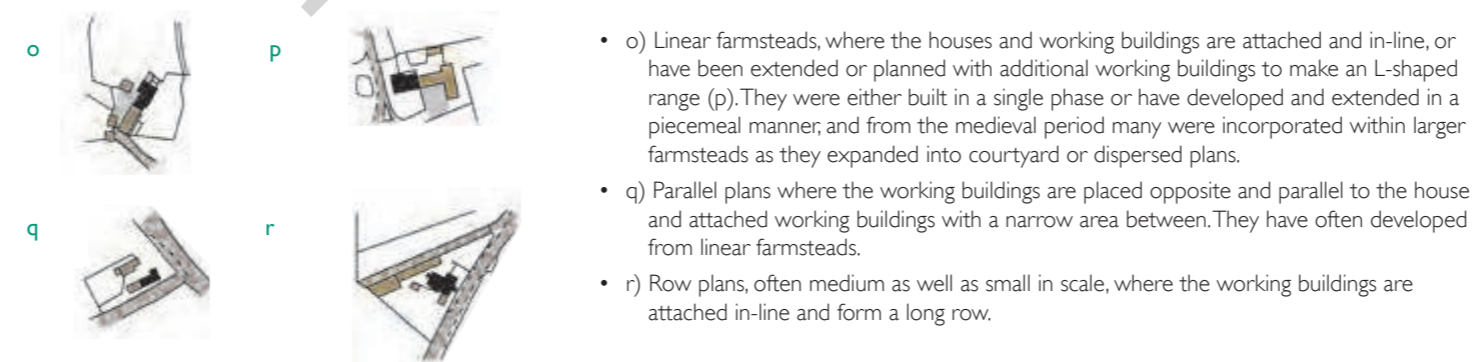 o
p
q
r
• o) Linear farmsteads, where the houses and working buildings are attached and in-line, or
have been extended or planned with additional working buildings to make an L-shaped
range (p). They were either built in a single phase or have developed and extended in a
piecemeal manner, and from the medieval period many were incorporated within larger
farmsteads as they expanded into courtyard or dispersed plans.
• q) Parallel plans where the working buildings are placed opposite and parallel to the house
and attached working buildings with a narrow area between. They have often developed
from linear farmsteads.
• r) Row plans, often medium as well as small in scale, where the working buildings are
attached in-line and form a long row.